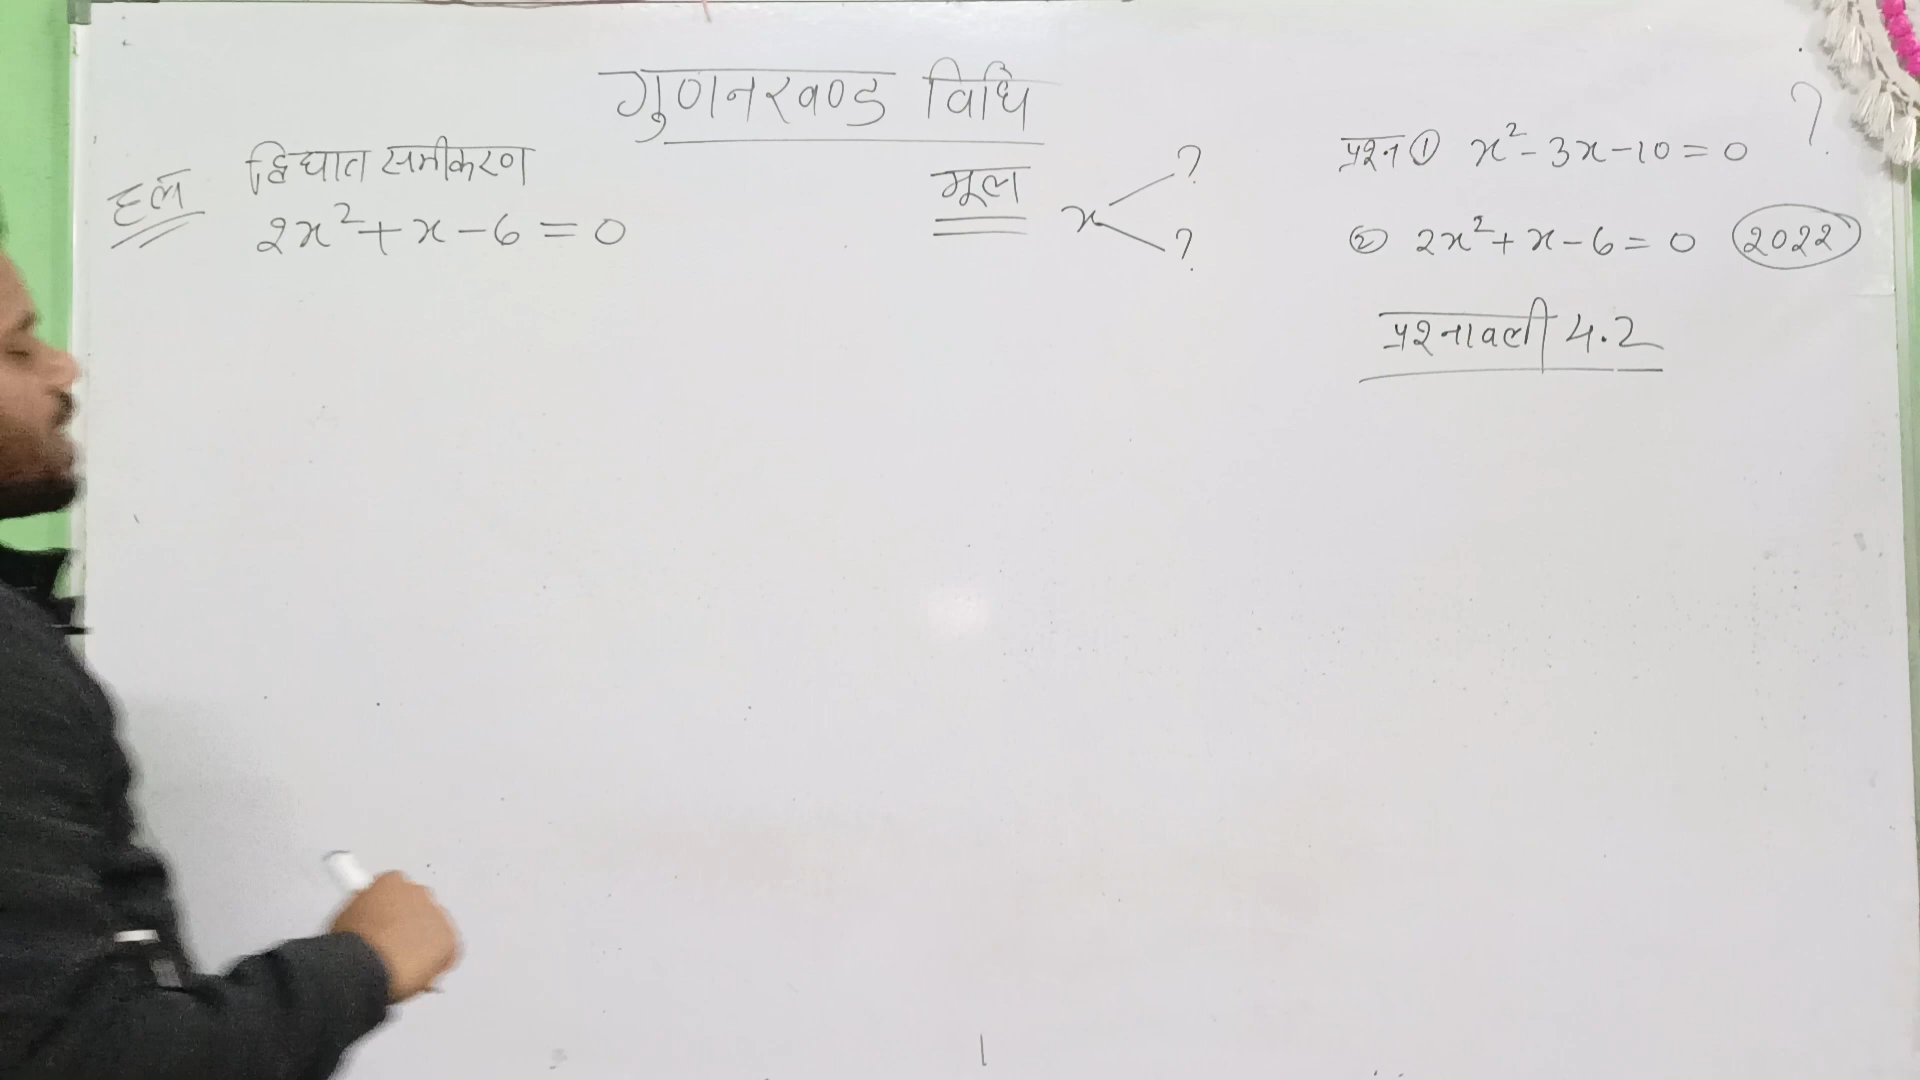 गुणनखण्ड विधि
हल द्विघात समीकरण
2x² + x - 6 = 0
मूल x ? ?
प्रश्न ① x² - 3x - 10 = 0 ?
② 2x² + x - 6 = 0 2022
प्रश्नावली 4.2